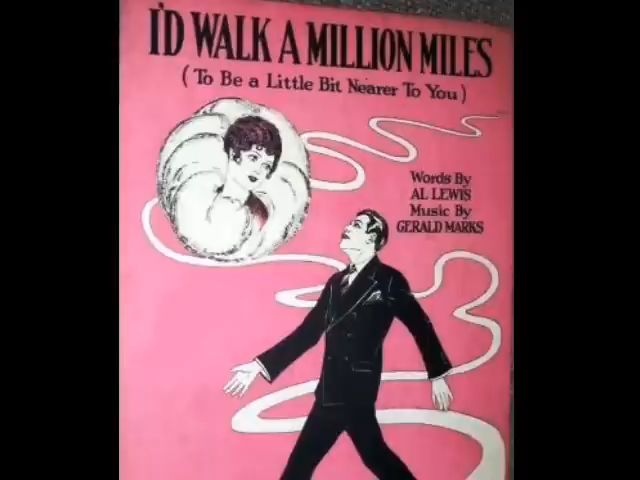 I'D WALK A MILLION MILES
(To Be a Little Bit Nearer To You)
Words By
AL LEWIS
Music By
GERALD MARKS